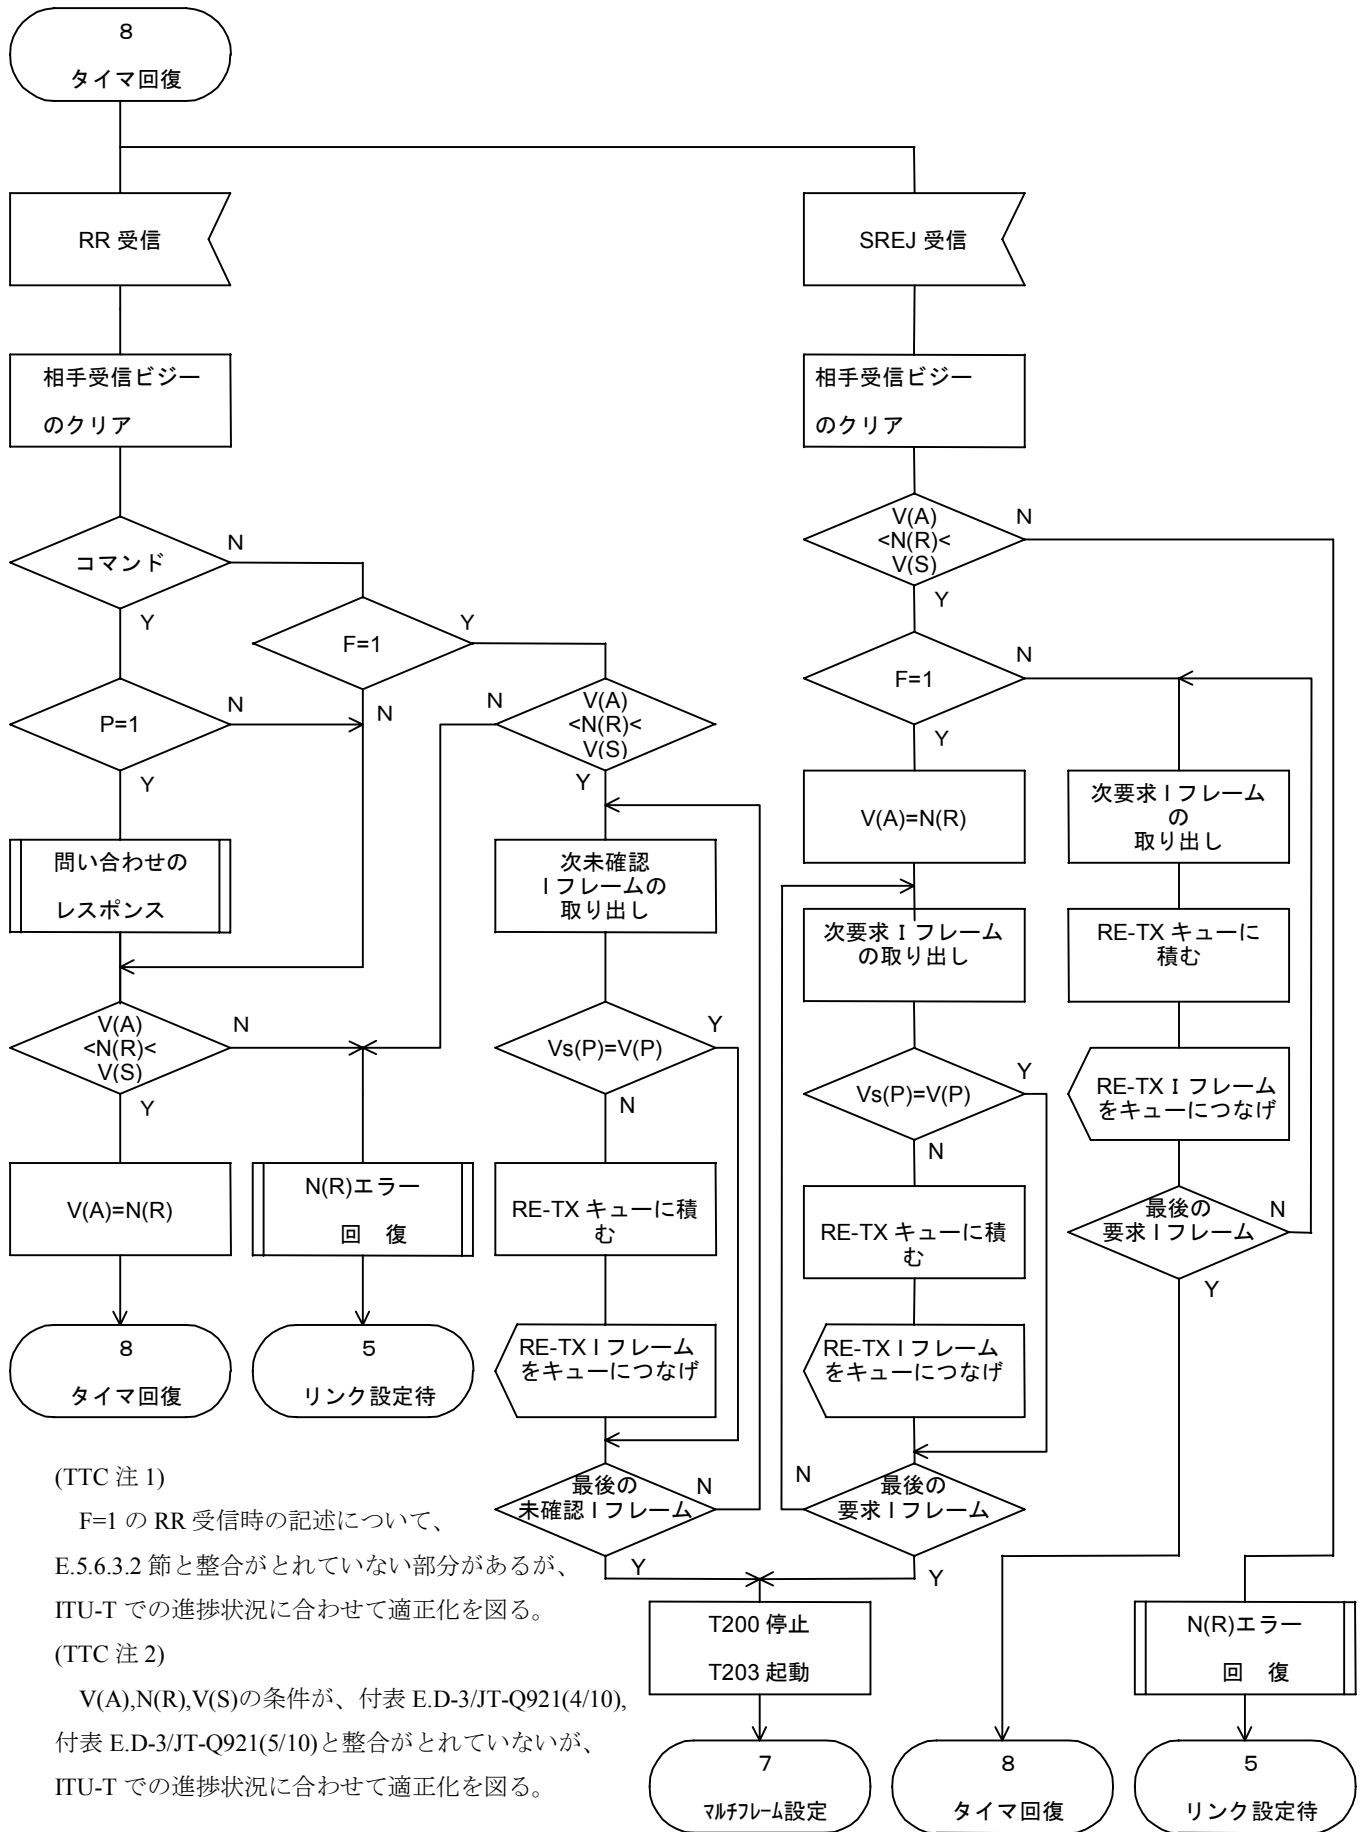 8
タイマ回復
RR 受信
SREJ 受信
相手受信ビジー
のクリア
相手受信ビジー
のクリア
コマンド
N
Y
F=1
Y
N
P=1
N
Y
V(A)
<N(R)<
V(S)
N
Y
V(A)
<N(R)<
V(S)
N
Y
F=1
N
Y
問い合わせの
レスポンス
次未確認
I フレームの
取り出し
V(A)=N(R)
次要求 I フレーム
の
取り出し
次要求 I フレーム
の取り出し
RE-TX キューに
積む
V(A)
<N(R)<
V(S)
N
Y
Vs(P)=V(P)
Y
N
Vs(P)=V(P)
Y
N
RE-TX I フレーム
をキューにつなげ
V(A)=N(R)
N(R)エラー
回 復
RE-TX キューに積
む
RE-TX キューに積
む
最後の
要求 I フレーム
N
Y
8
タイマ回復
5
リンク設定待
RE-TX I フレーム
をキューにつなげ
RE-TX I フレーム
をキューにつなげ
最後の
未確認 I フレーム
N
Y
最後の
要求 I フレーム
N
Y
(TTC 注 1)
F=1 の RR 受信時の記述について、
E.5.6.3.2 節と整合がとれていない部分があるが、
ITU-T での進捗状況に合わせて適正化を図る。
(TTC 注 2)
V(A),N(R),V(S)の条件が、付表 E.D-3/JT-Q921(4/10),
付表 E.D-3/JT-Q921(5/10)と整合がとれていないが、
ITU-T での進捗状況に合わせて適正化を図る。
T200 停止
T203 起動
N(R)エラー
回 復
7
ﾏﾙﾁﾌﾚｰﾑ設定
8
タイマ回復
5
リンク設定待